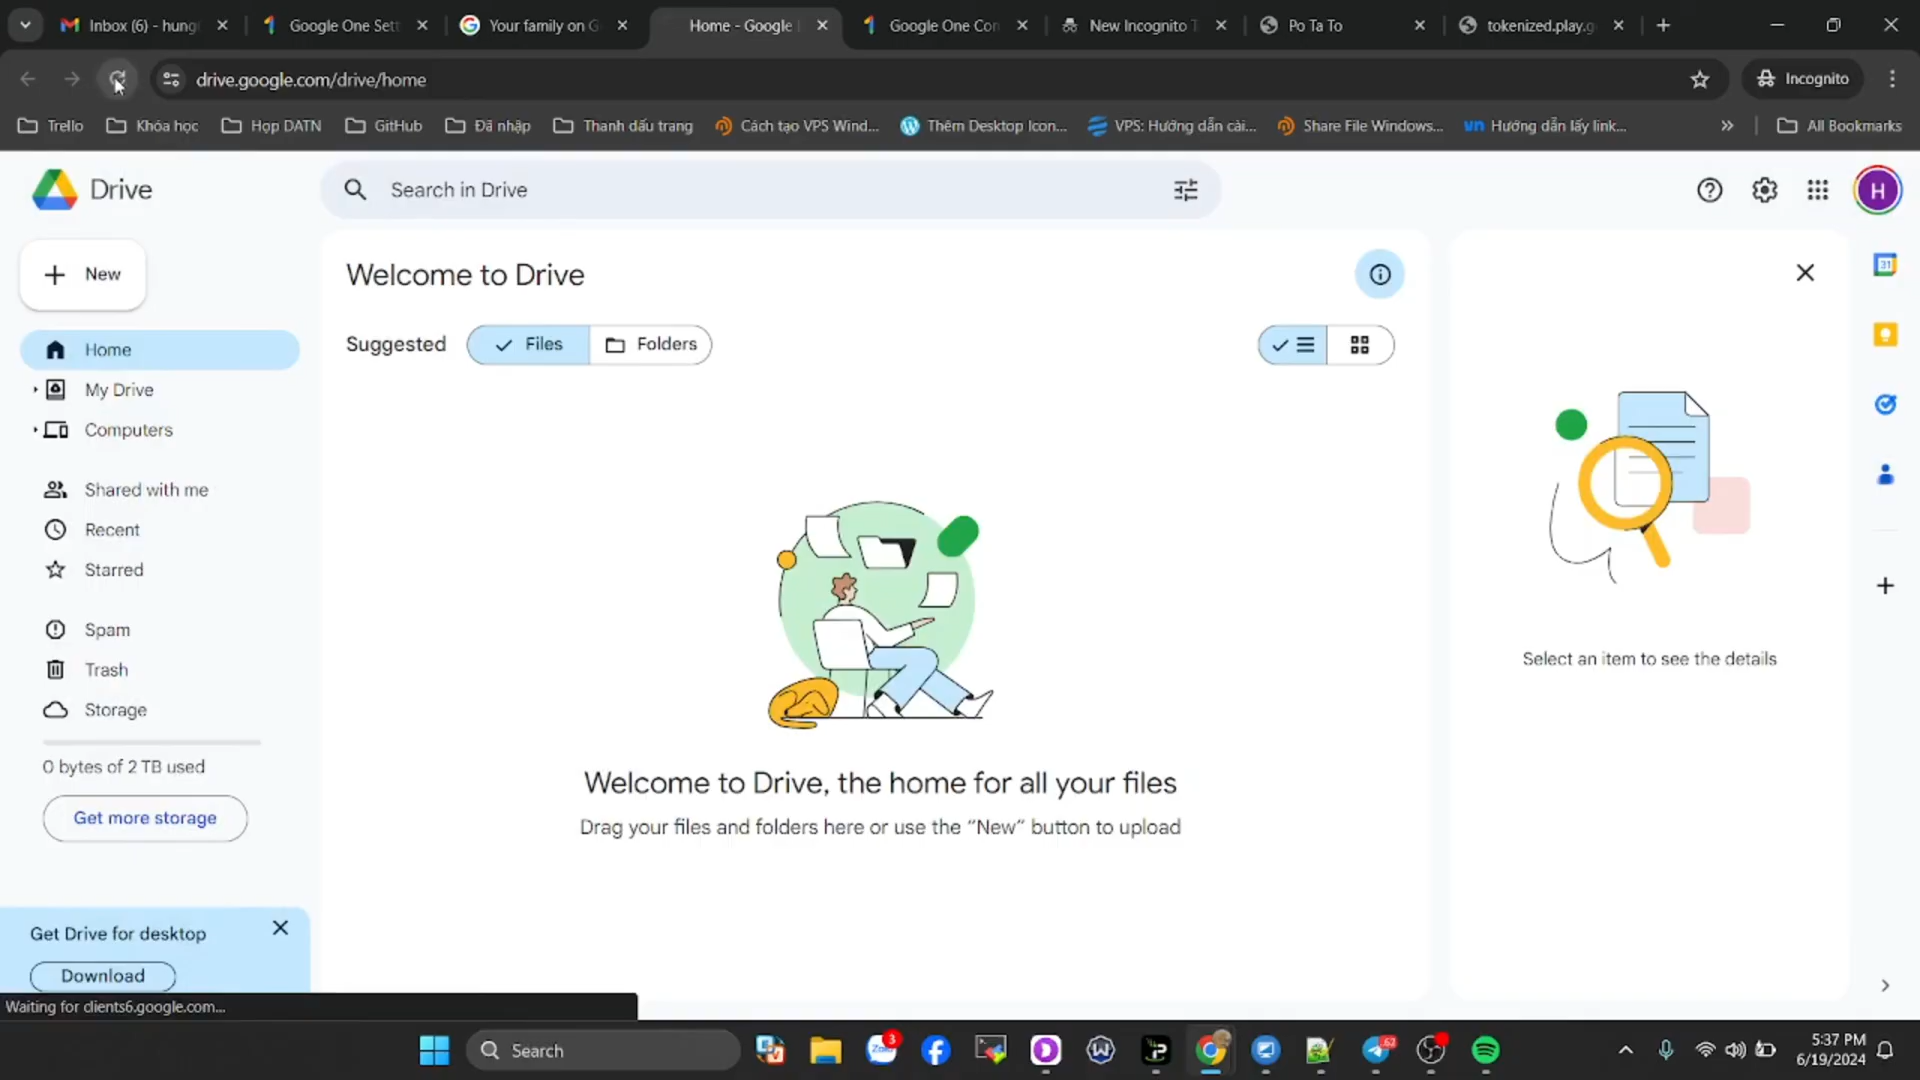 Inbox (6) - hung
Google One Sett
Your family on G
Home - Google
Google One Con
New Incognito T
Po Ta To
tokenized.play.g
drive.google.com/drive/home
Incognito
Trello
Khóa học
Họp DATN
GitHub
Đã nhập
Thanh dấu trang
Cách tạo VPS Wind...
Thêm Desktop Icon...
VPS: Hướng dẫn cài...
Share File Windows...
vn Hướng dẫn lấy link...
All Bookmarks
Drive
Search in Drive
H
New
Welcome to Drive
31
Suggested
Files
Folders
Home
My Drive
Computers
Shared with me
Recent
Starred
Spam
Trash
Storage
0 bytes of 2 TB used
Get more storage
Select an item to see the details
Welcome to Drive, the home for all your files
Drag your files and folders here or use the “New” button to upload
Get Drive for desktop
Download
Waiting for clients6.google.com...
Search
Zalo
3
5:37 PM
6/19/2024